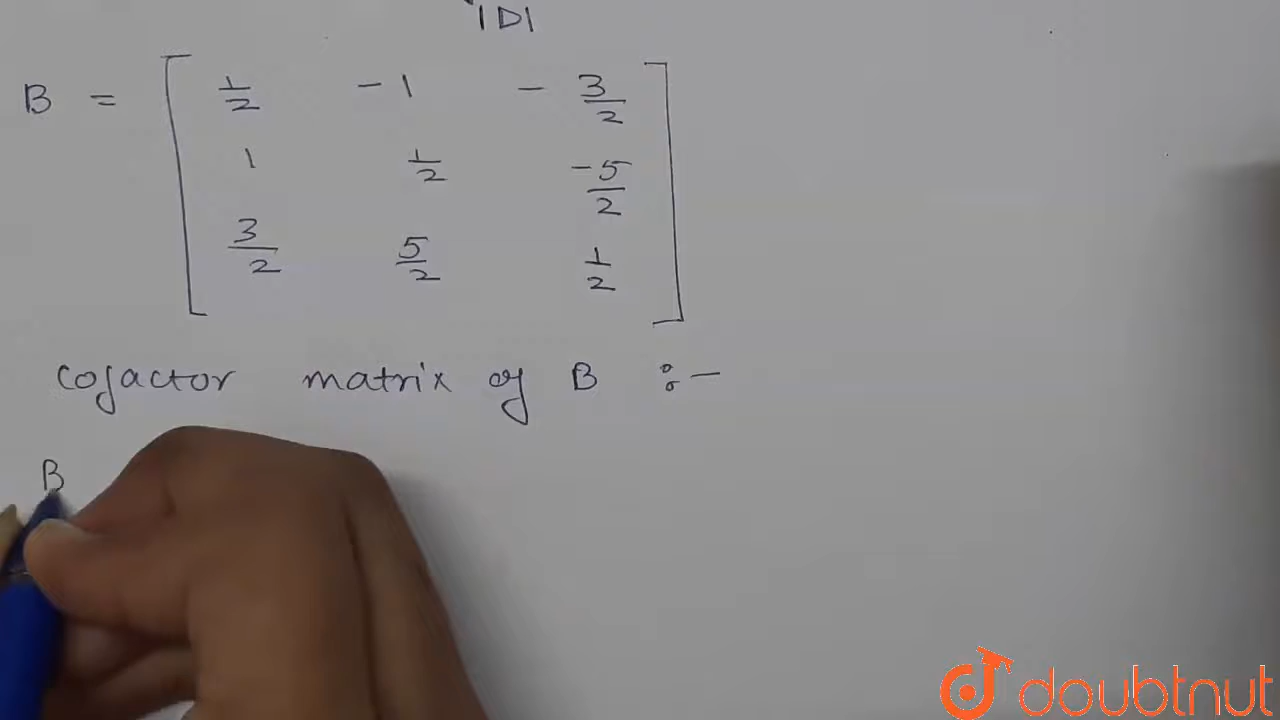 |D|
B = [ 1/2 -1 - 3/2
1 1/2 -5/2
3/2 5/2 1/2 ]
cofactor matrix of B :-
B
doubtnut